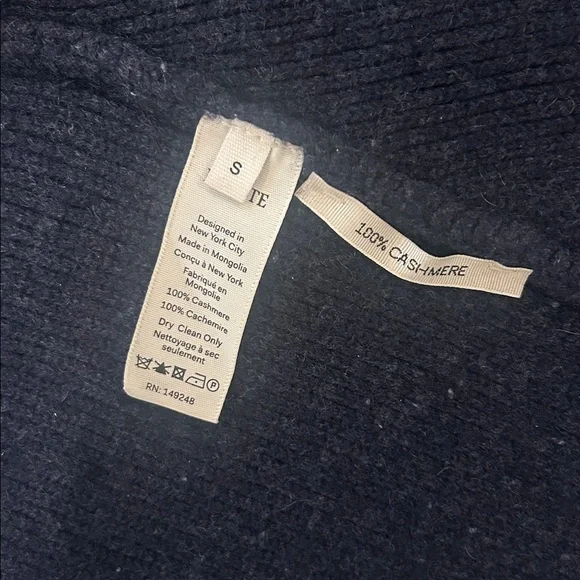 S
Designed in
New York City
Made in Mongolia
Conçu à New York
Fabriqué en
Mongolie
100% Cashmere
100% Cachemire
Dry Clean Only
Nettoyage à sec
seulement
P
RN: 149248
100% CASHMERE